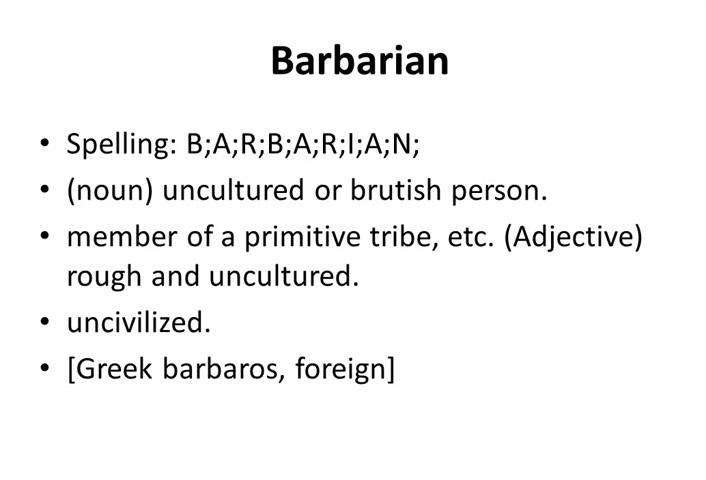 Barbarian
• Spelling: B;A;R;B;A;R;I;A;N;
• (noun) uncultured or brutish person.
• member of a primitive tribe, etc. (Adjective)
rough and uncultured.
• uncivilized.
• [Greek barbaros, foreign]